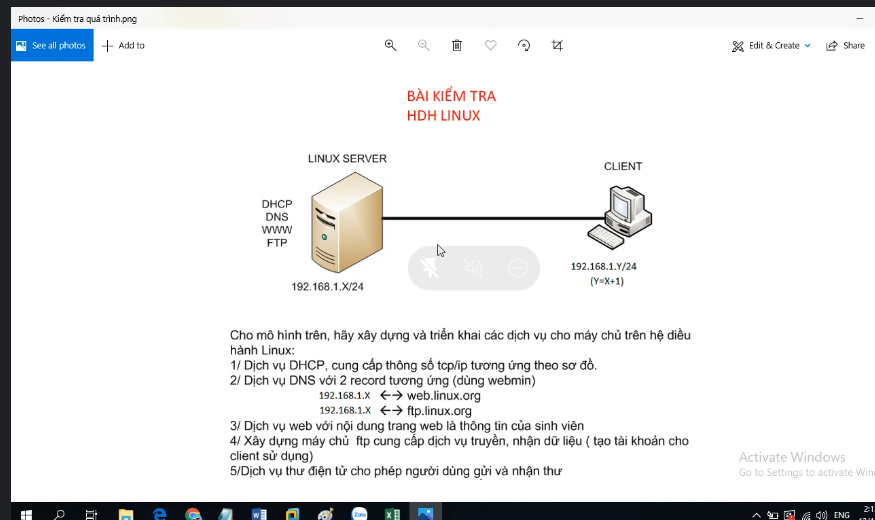 Photos - Kiểm tra quá trình.png
See all photos
Add to
Edit & Create
Share
BÀI KIỂM TRA
HDH LINUX
LINUX SERVER
CLIENT
DHCP
DNS
WWW
FTP
192.168.1.X/24
192.168.1.Y/24
(Y=X+1)
Cho mô hình trên, hãy xây dựng và triển khai các dịch vụ cho máy chủ trên hệ điều
hành Linux:
1/ Dịch vụ DHCP, cung cấp thông số tcp/ip tương ứng theo sơ đồ.
2/ Dịch vụ DNS với 2 record tương ứng (dùng webmin)
192.168.1.X ←→ web.linux.org
192.168.1.X ←→ ftp.linux.org
3/ Dịch vụ web với nội dung trang web là thông tin của sinh viên
4/ Xây dựng máy chủ ftp cung cấp dịch vụ truyền, nhận dữ liệu ( tạo tài khoản cho
client sử dụng)
5/Dịch vụ thư điện tử cho phép người dùng gửi và nhận thư
Activate Windows
Go to Settings to activate Win
Zalo
ENG